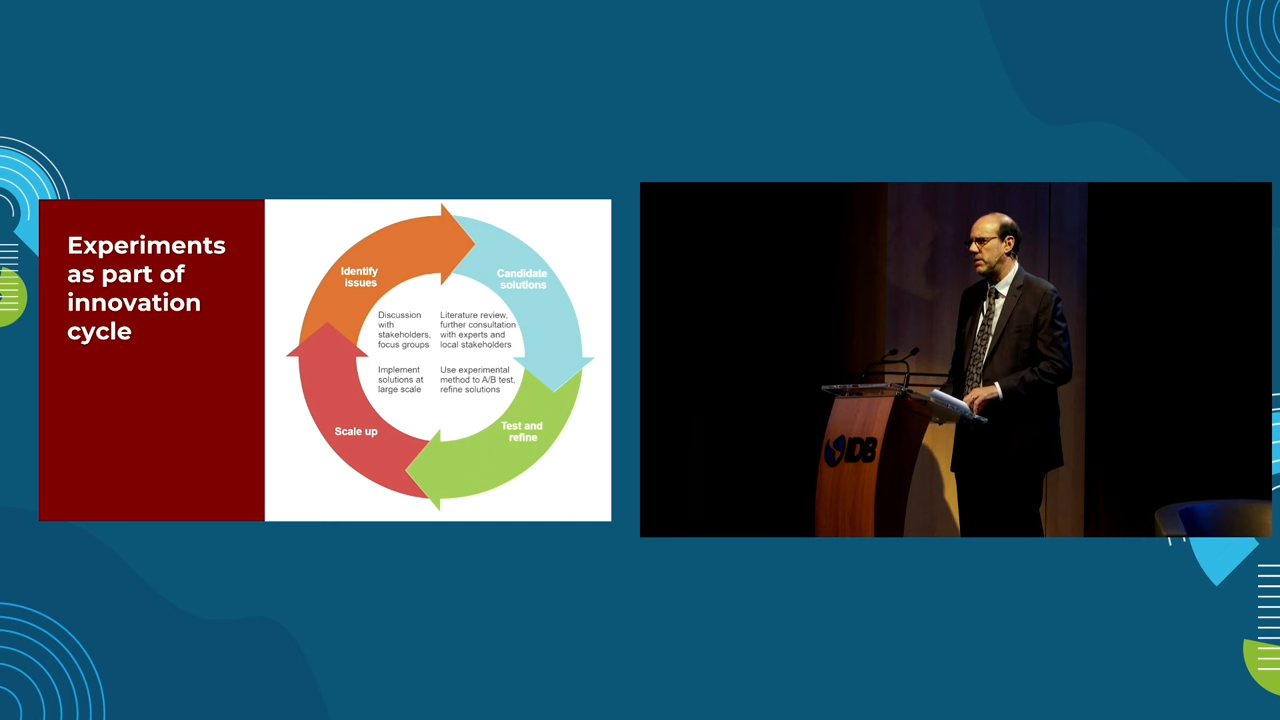 Experiments
as part of
innovation
cycle
Identify
issues
Candidate
solutions
Discussion
with
stakeholders,
focus groups
Literature review,
further consultation
with experts and
local stakeholders
Implement
solutions at
large scale
Use experimental
method to A/B test,
refine solutions
Scale up
Test and
refine
IDB